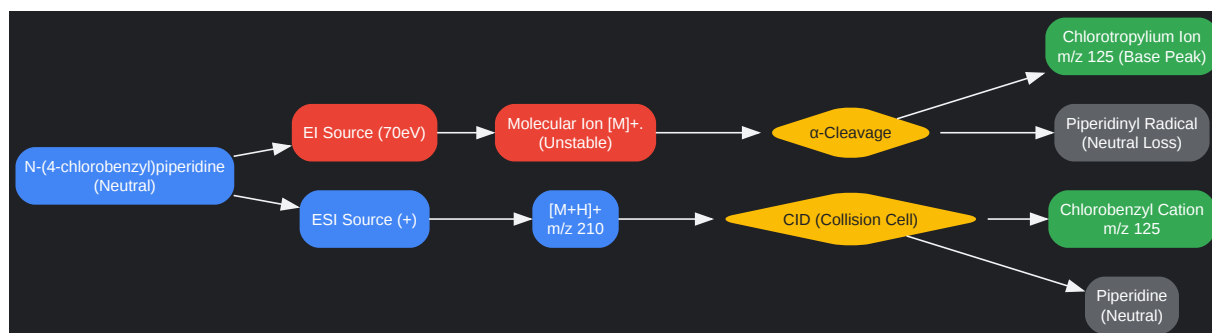 N-(4-chlorobenzyl)piperidine
(Neutral)
EI Source (70eV)
Molecular Ion [M]+.
(Unstable)
α-Cleavage
Chlorotropylium Ion
m/z 125 (Base Peak)
Piperidinyl Radical
(Neutral Loss)
ESI Source (+)
[M+H]+
m/z 210
CID (Collision Cell)
Chlorobenzyl Cation
m/z 125
Piperidine
(Neutral)